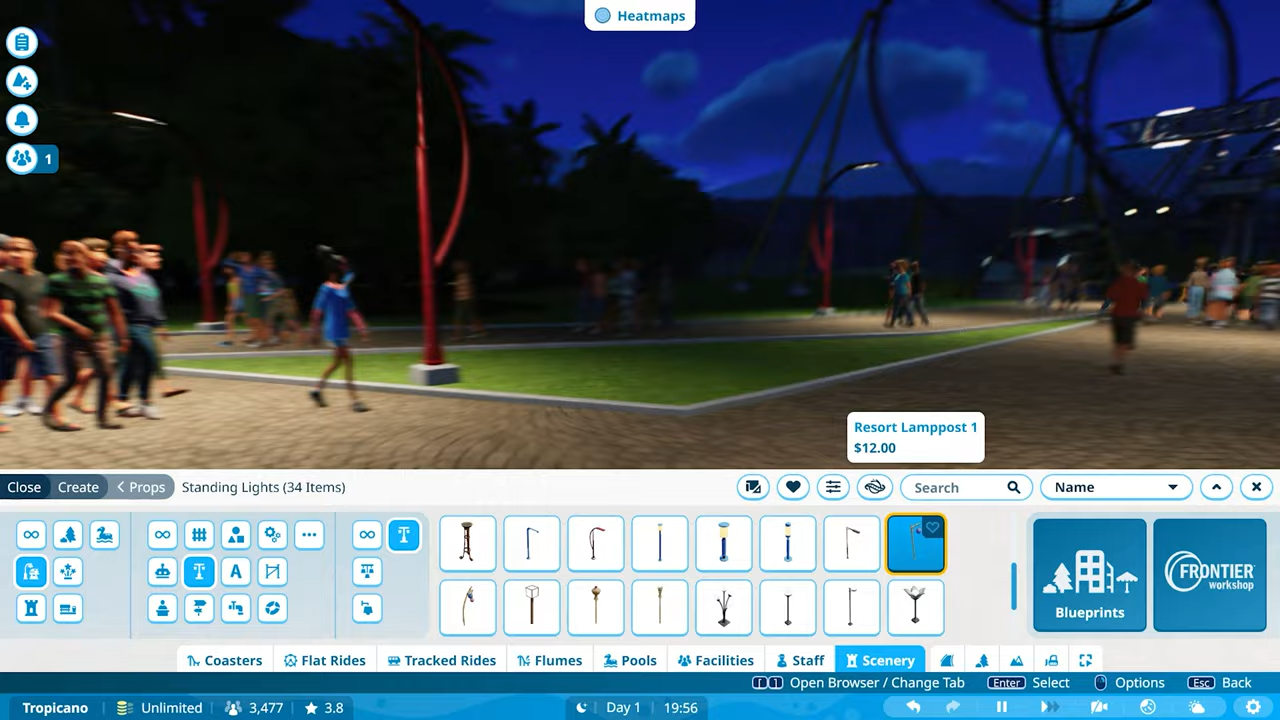 Heatmaps
1
Resort Lamppost 1
$12.00
Close
Create
Props
Standing Lights (34 Items)
Search
Name
Blueprints
FRONTIER
workshop
Coasters
Flat Rides
Tracked Rides
Flumes
Pools
Facilities
Staff
Scenery
[ ] Open Browser / Change Tab
Enter Select
Options
Esc Back
Tropicano
Unlimited
3,477
3.8
Day 1
19:56